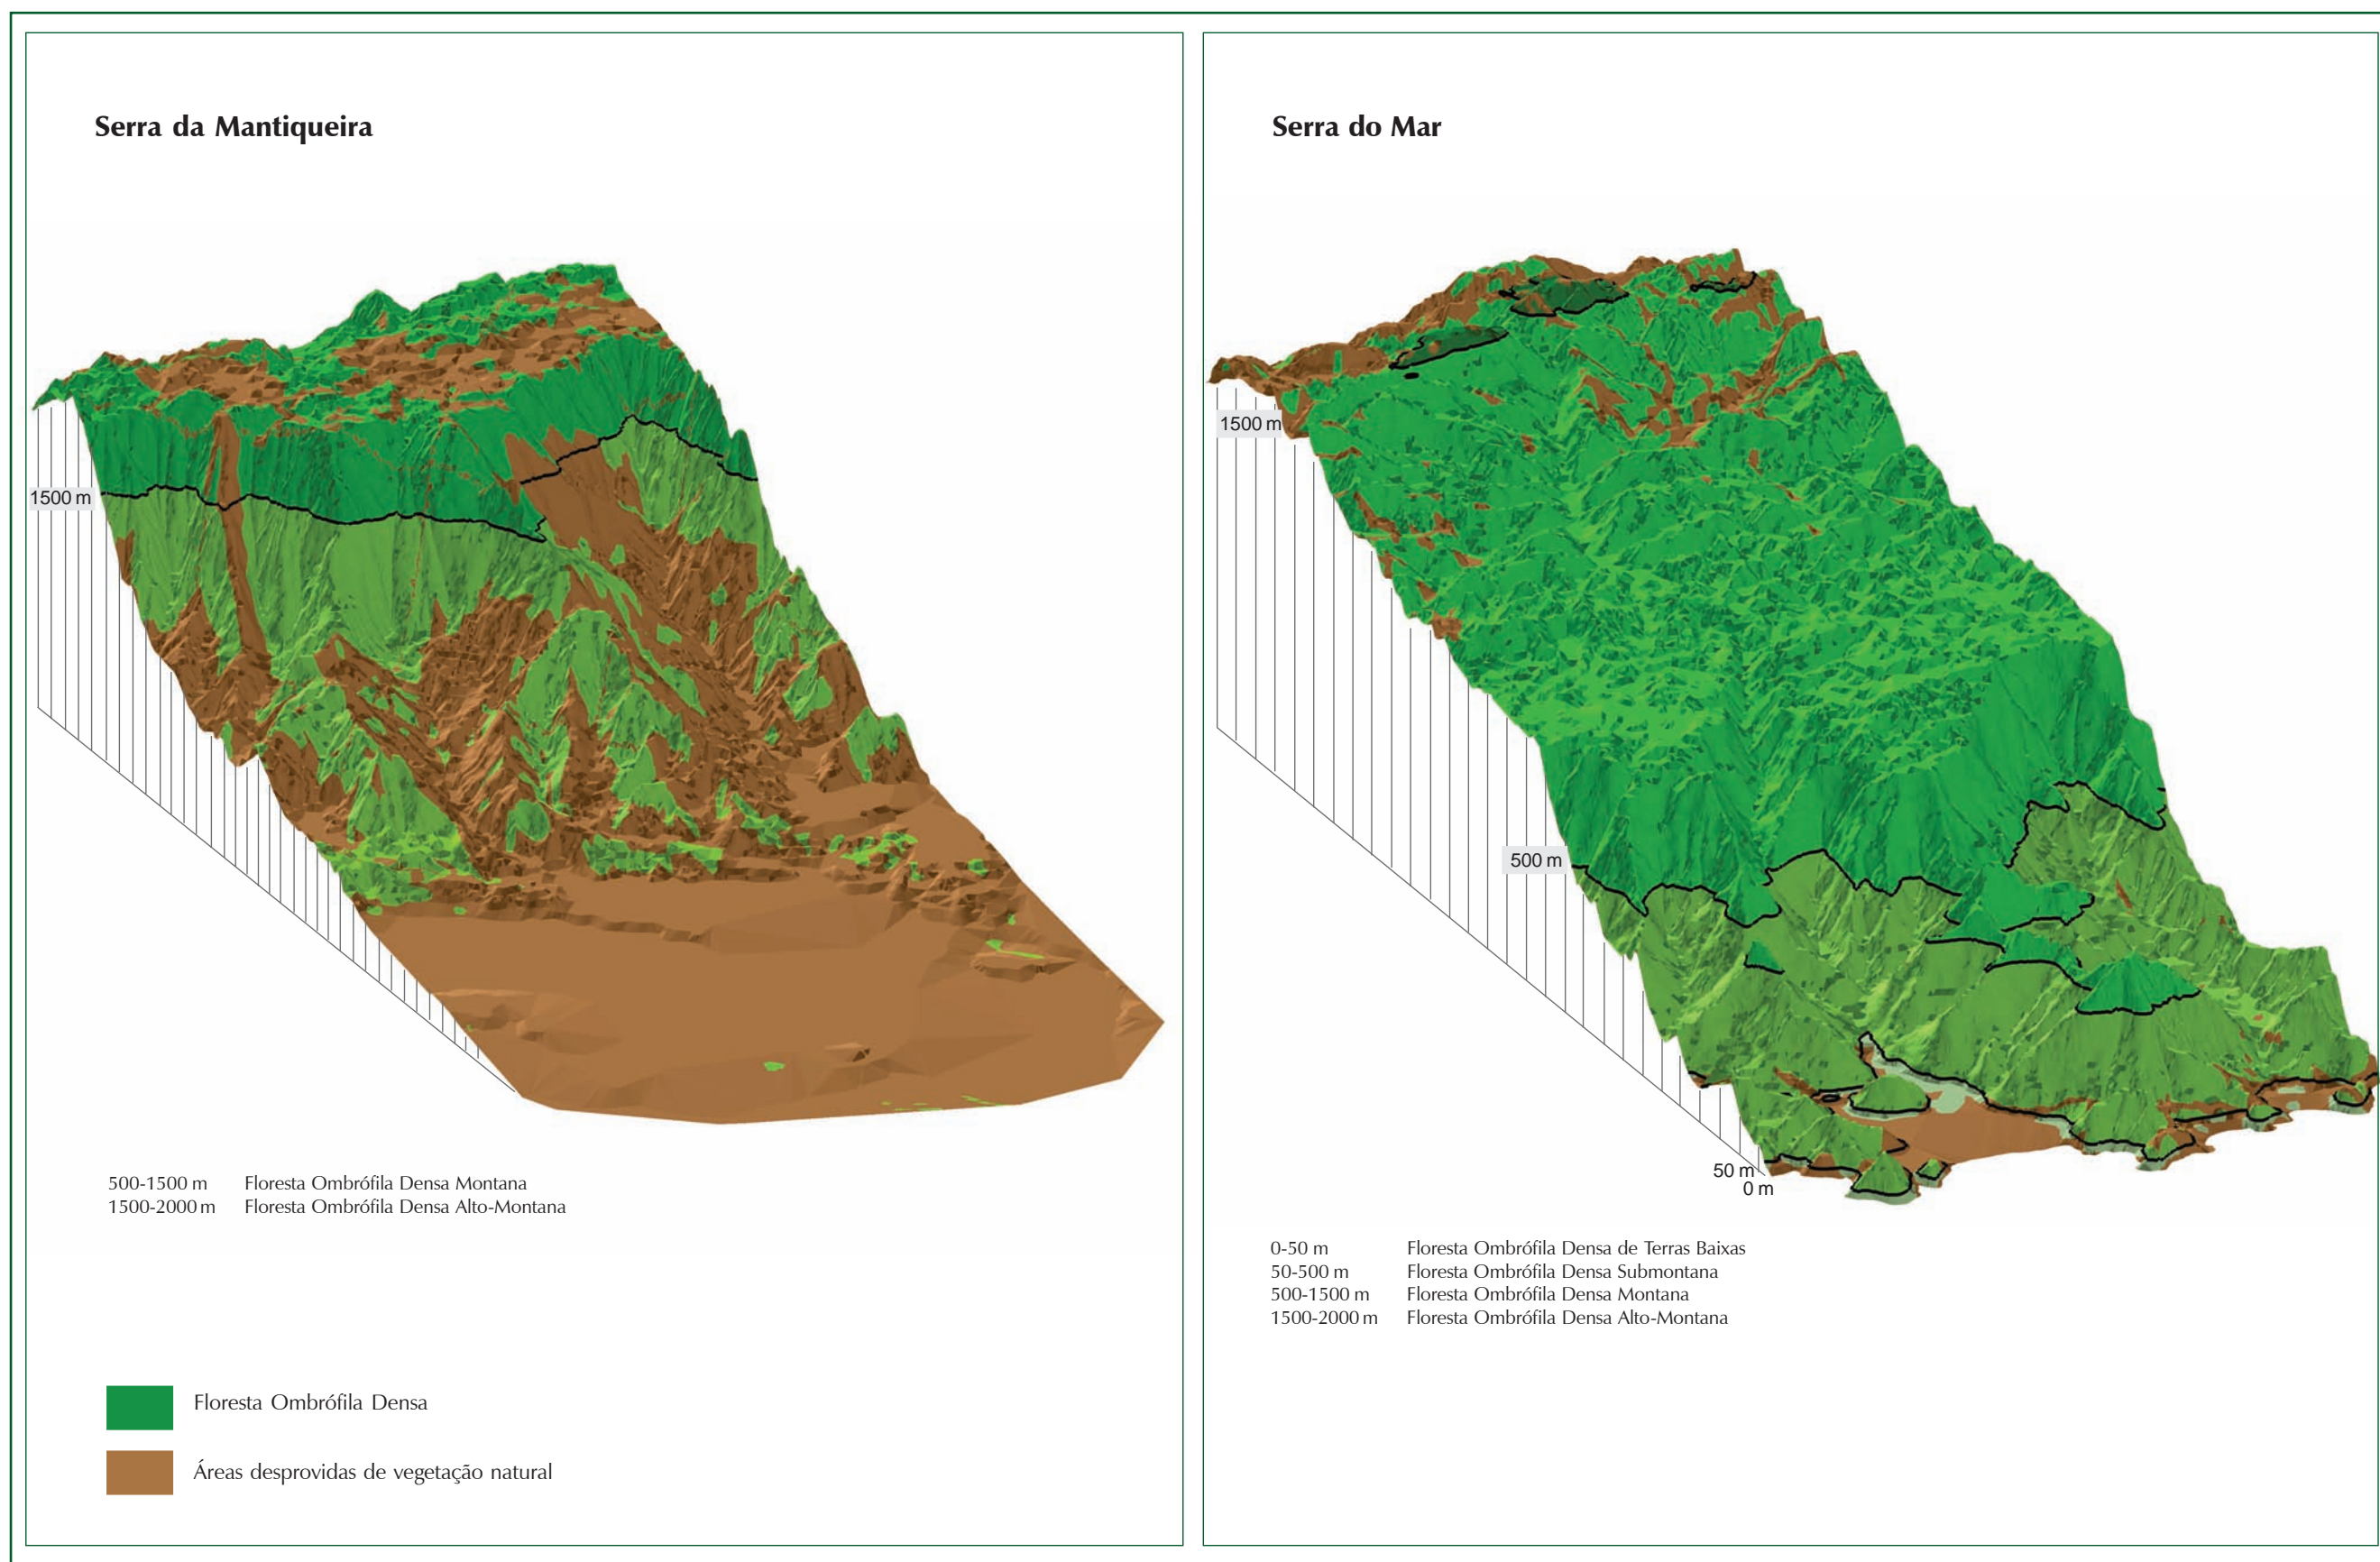 Serra da Mantiqueira
1500 m
500-1500 m Floresta Ombrófila Densa Montana
1500-2000 m Floresta Ombrófila Densa Alto-Montana
Floresta Ombrófila Densa
Áreas desprovidas de vegetação natural
Serra do Mar
1500 m
500 m
50 m
0 m
0-50 m Floresta Ombrófila Densa de Terras Baixas
50-500 m Floresta Ombrófila Densa Submontana
500-1500 m Floresta Ombrófila Densa Montana
1500-2000 m Floresta Ombrófila Densa Alto-Montana